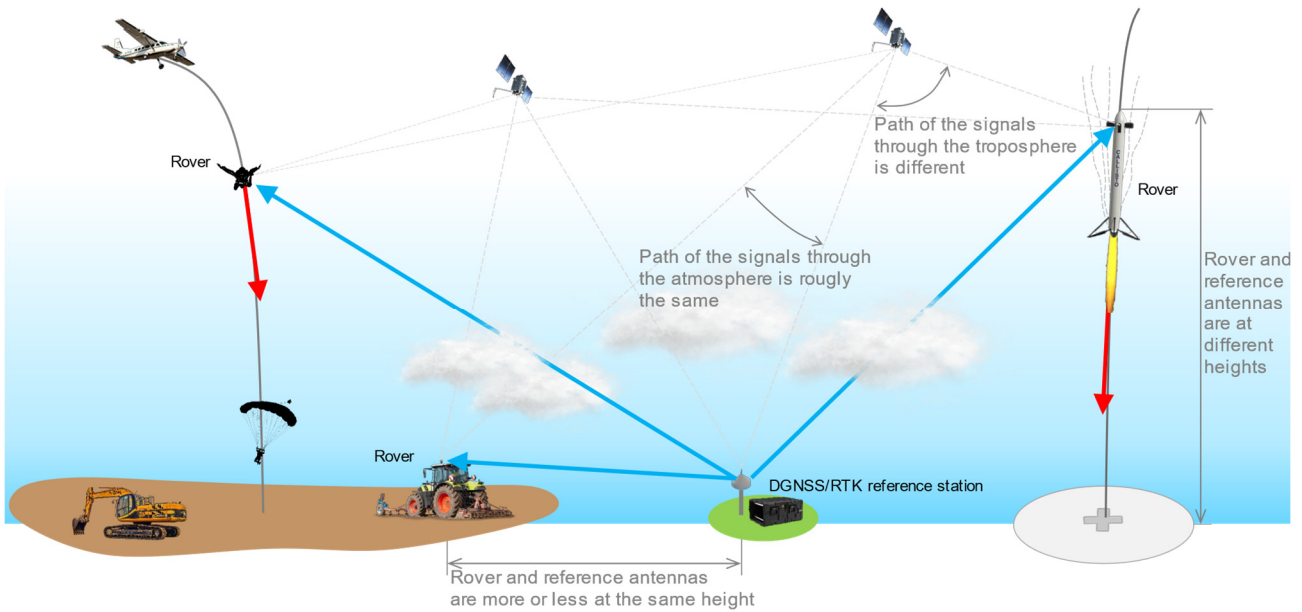 Rover
Path of the signals
through the troposphere
is different
Rover
Path of the signals through
the atmosphere is rougly
the same
Rover and
reference
antennas
are at
different
heights
Rover
DGNSS/RTK reference station
Rover and reference antennas
are more or less at the same height